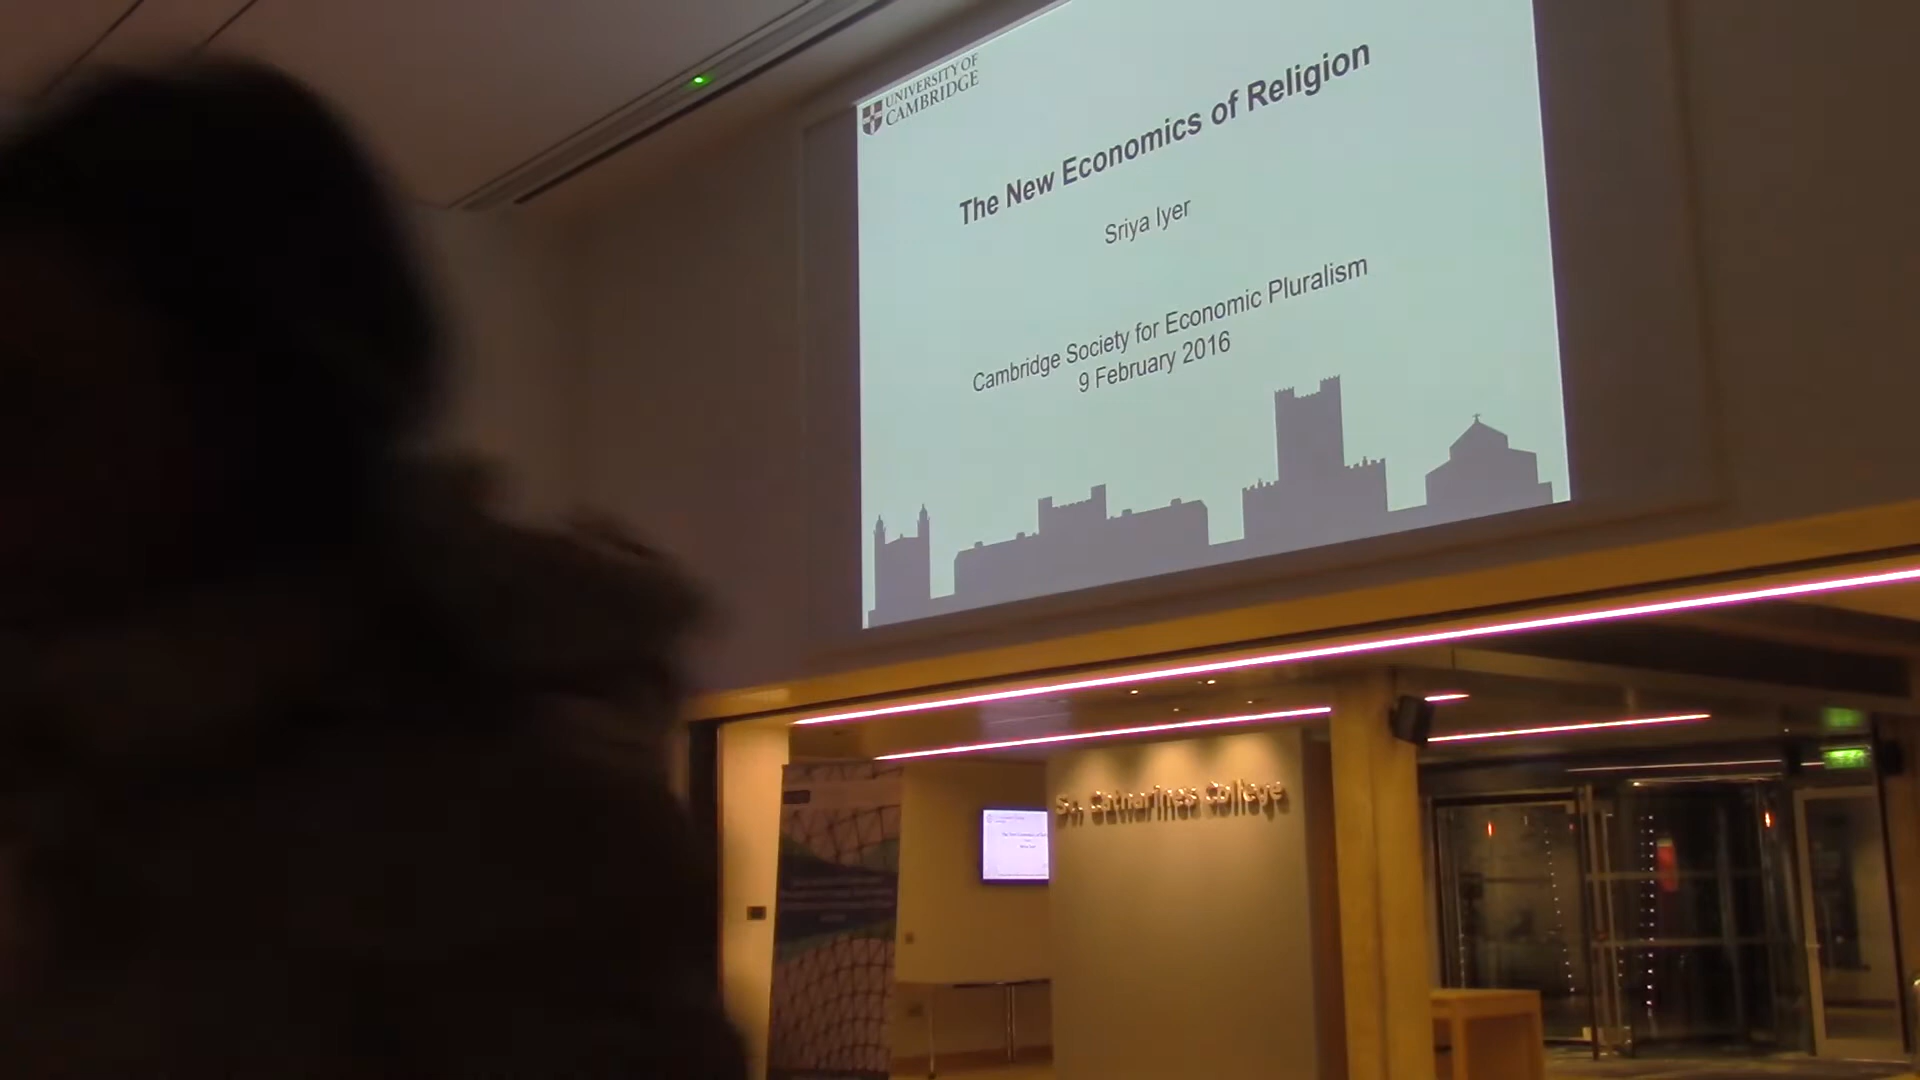 UNIVERSITY OF
CAMBRIDGE
The New Economics of Religion
Sriya Iyer
Cambridge Society for Economic Pluralism
9 February 2016
St. Catharine's College